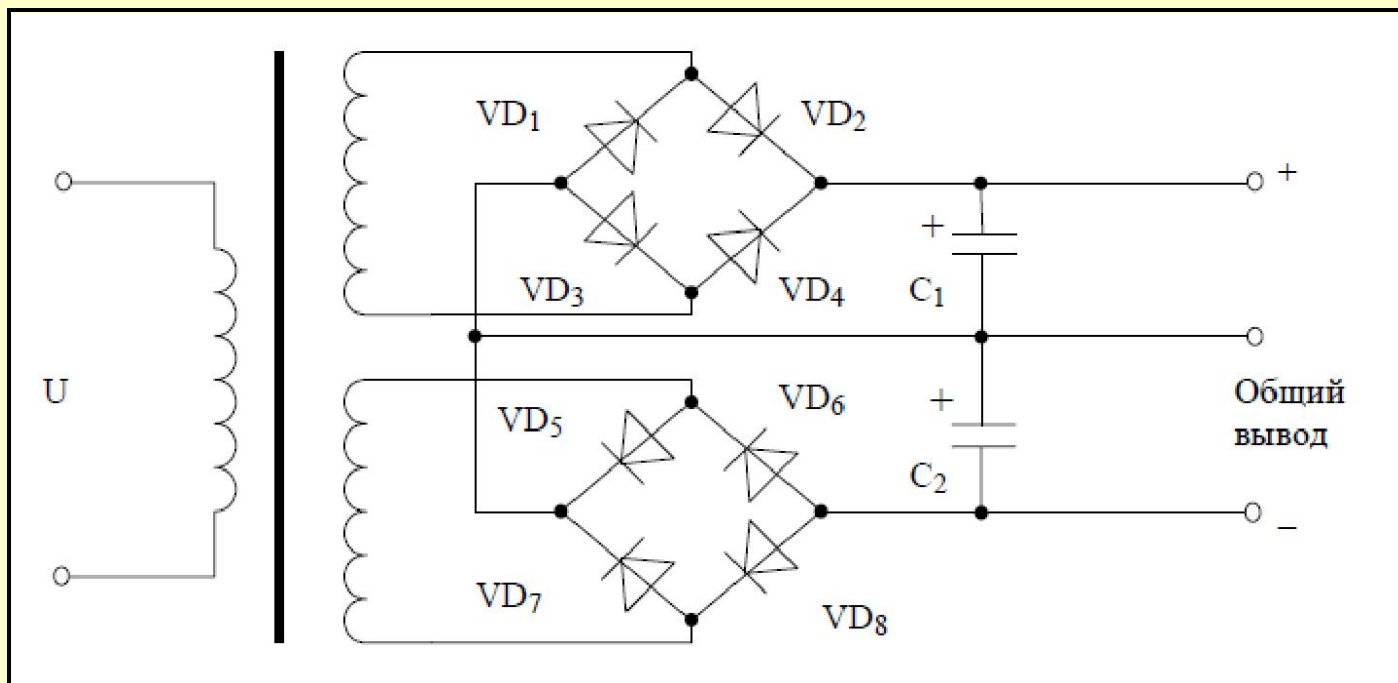 VD₁
VD₂
+
+
VD₃
VD₄
C₁
U
VD₅
VD₆
+
Общий
вывод
C₂
–
VD₇
VD₈